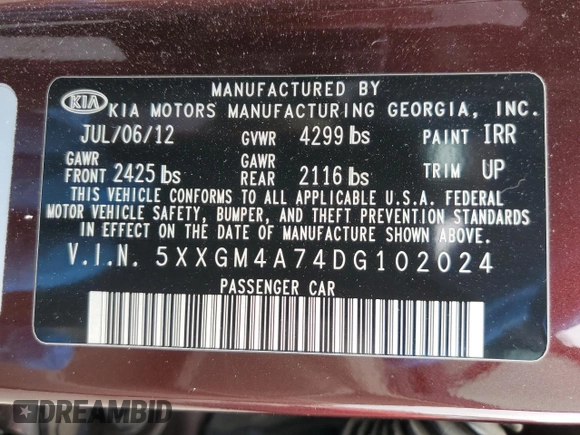 MANUFACTURED BY
KIA KIA MOTORS MANUFACTURING GEORGIA, INC.
JUL/06/12 GVWR 4299 lbs PAINT IRR
GAWR FRONT 2425 lbs GAWR REAR 2116 lbs TRIM UP
THIS VEHICLE CONFORMS TO ALL APPLICABLE U.S.A. FEDERAL
MOTOR VEHICLE SAFETY, BUMPER, AND THEFT PREVENTION STANDARDS
IN EFFECT ON THE DATE OF MANUFACTURE SHOWN ABOVE.
V.I.N. 5XXGM4A74DG102024
PASSENGER CAR
DREAMBID